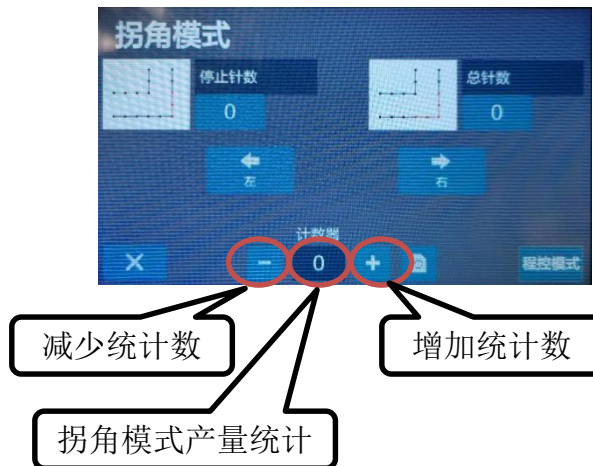 拐角模式
停止针数
0
总针数
0
左
右
计数器
− 0 +
程控模式
减少统计数
增加统计数
拐角模式产量统计